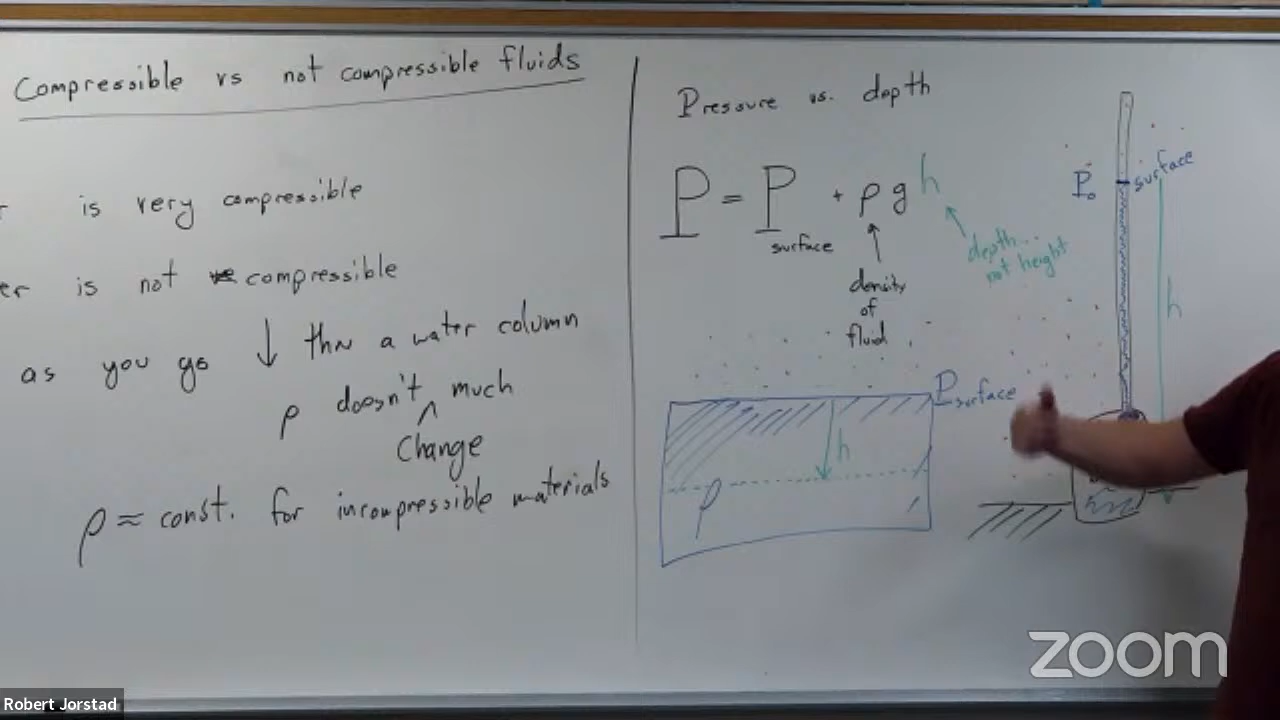 Compressible vs not compressible fluids
r is very compressible
er is not compressible
as you go ↓ thru a water column
ρ doesn't ^ much
change
ρ ≈ const. for incompressible materials
Pressure vs. depth
P = P surface + ρ g h
depth...
not height
density
of
fluid
P surface
h
ρ
P₀
surface
h
zoom
Robert Jorstad